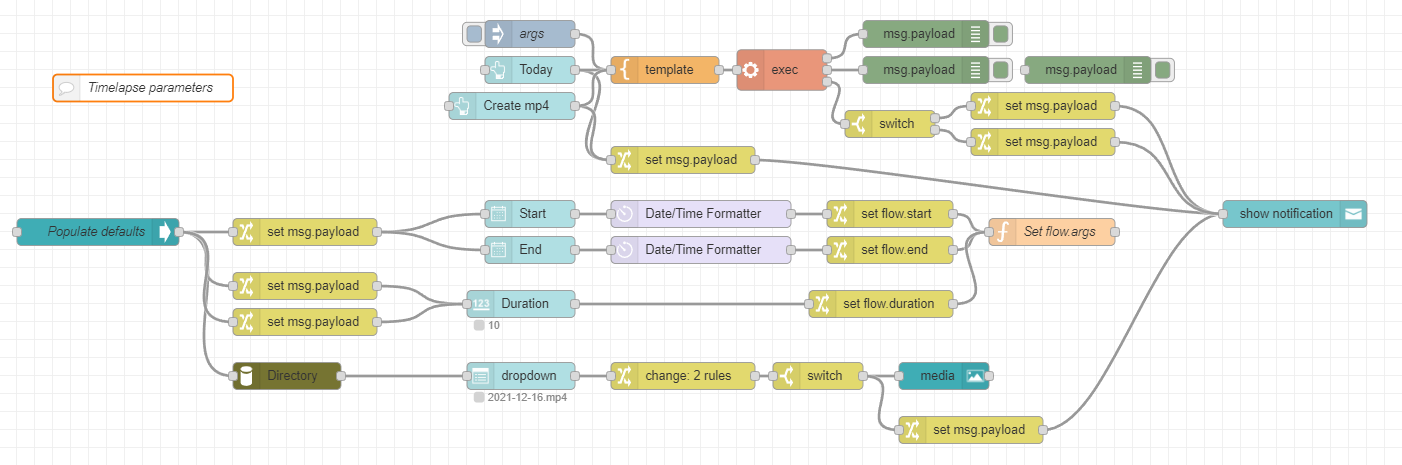 args
msg.payload
Today
template
exec
msg.payload
msg.payload
Timelapse parameters
Create mp4
set msg.payload
switch
set msg.payload
set msg.payload
Start
Date/Time Formatter
set flow.start
show notification
Populate defaults
set msg.payload
Set flow.args
End
Date/Time Formatter
set flow.end
set msg.payload
123
Duration
set flow.duration
10
set msg.payload
Directory
dropdown
change: 2 rules
switch
media
2021-12-16.mp4
set msg.payload